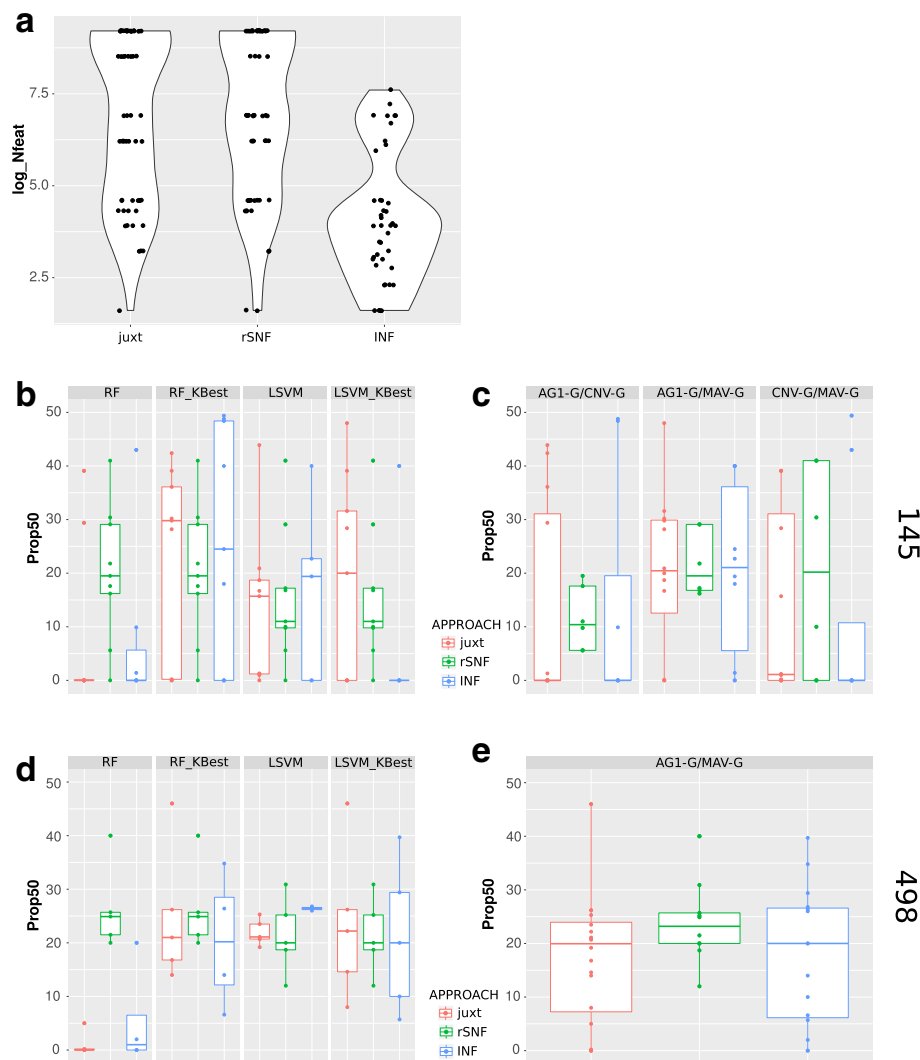 a
log_Nfeat
7.5
5.0
2.5
juxt
rSNF
INF
b
RF
RF_KBest
LSVM
LSVM_KBest
Prop50
50
40
30
20
10
0
APPROACH
juxt
rSNF
INF
c
AG1-G/CNV-G
AG1-G/MAV-G
CNV-G/MAV-G
Prop50
50
40
30
20
10
0
145
d
RF
RF_KBest
LSVM
LSVM_KBest
Prop50
50
40
30
20
10
0
APPROACH
juxt
rSNF
INF
e
AG1-G/MAV-G
Prop50
50
40
30
20
10
0
498